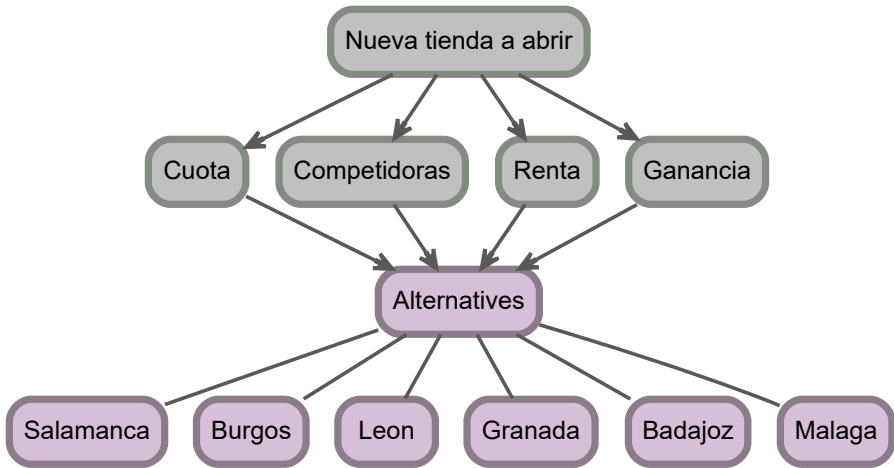 Nueva tienda a abrir
Cuota
Competidoras
Renta
Ganancia
Alternatives
Salamanca
Burgos
Leon
Granada
Badajoz
Malaga